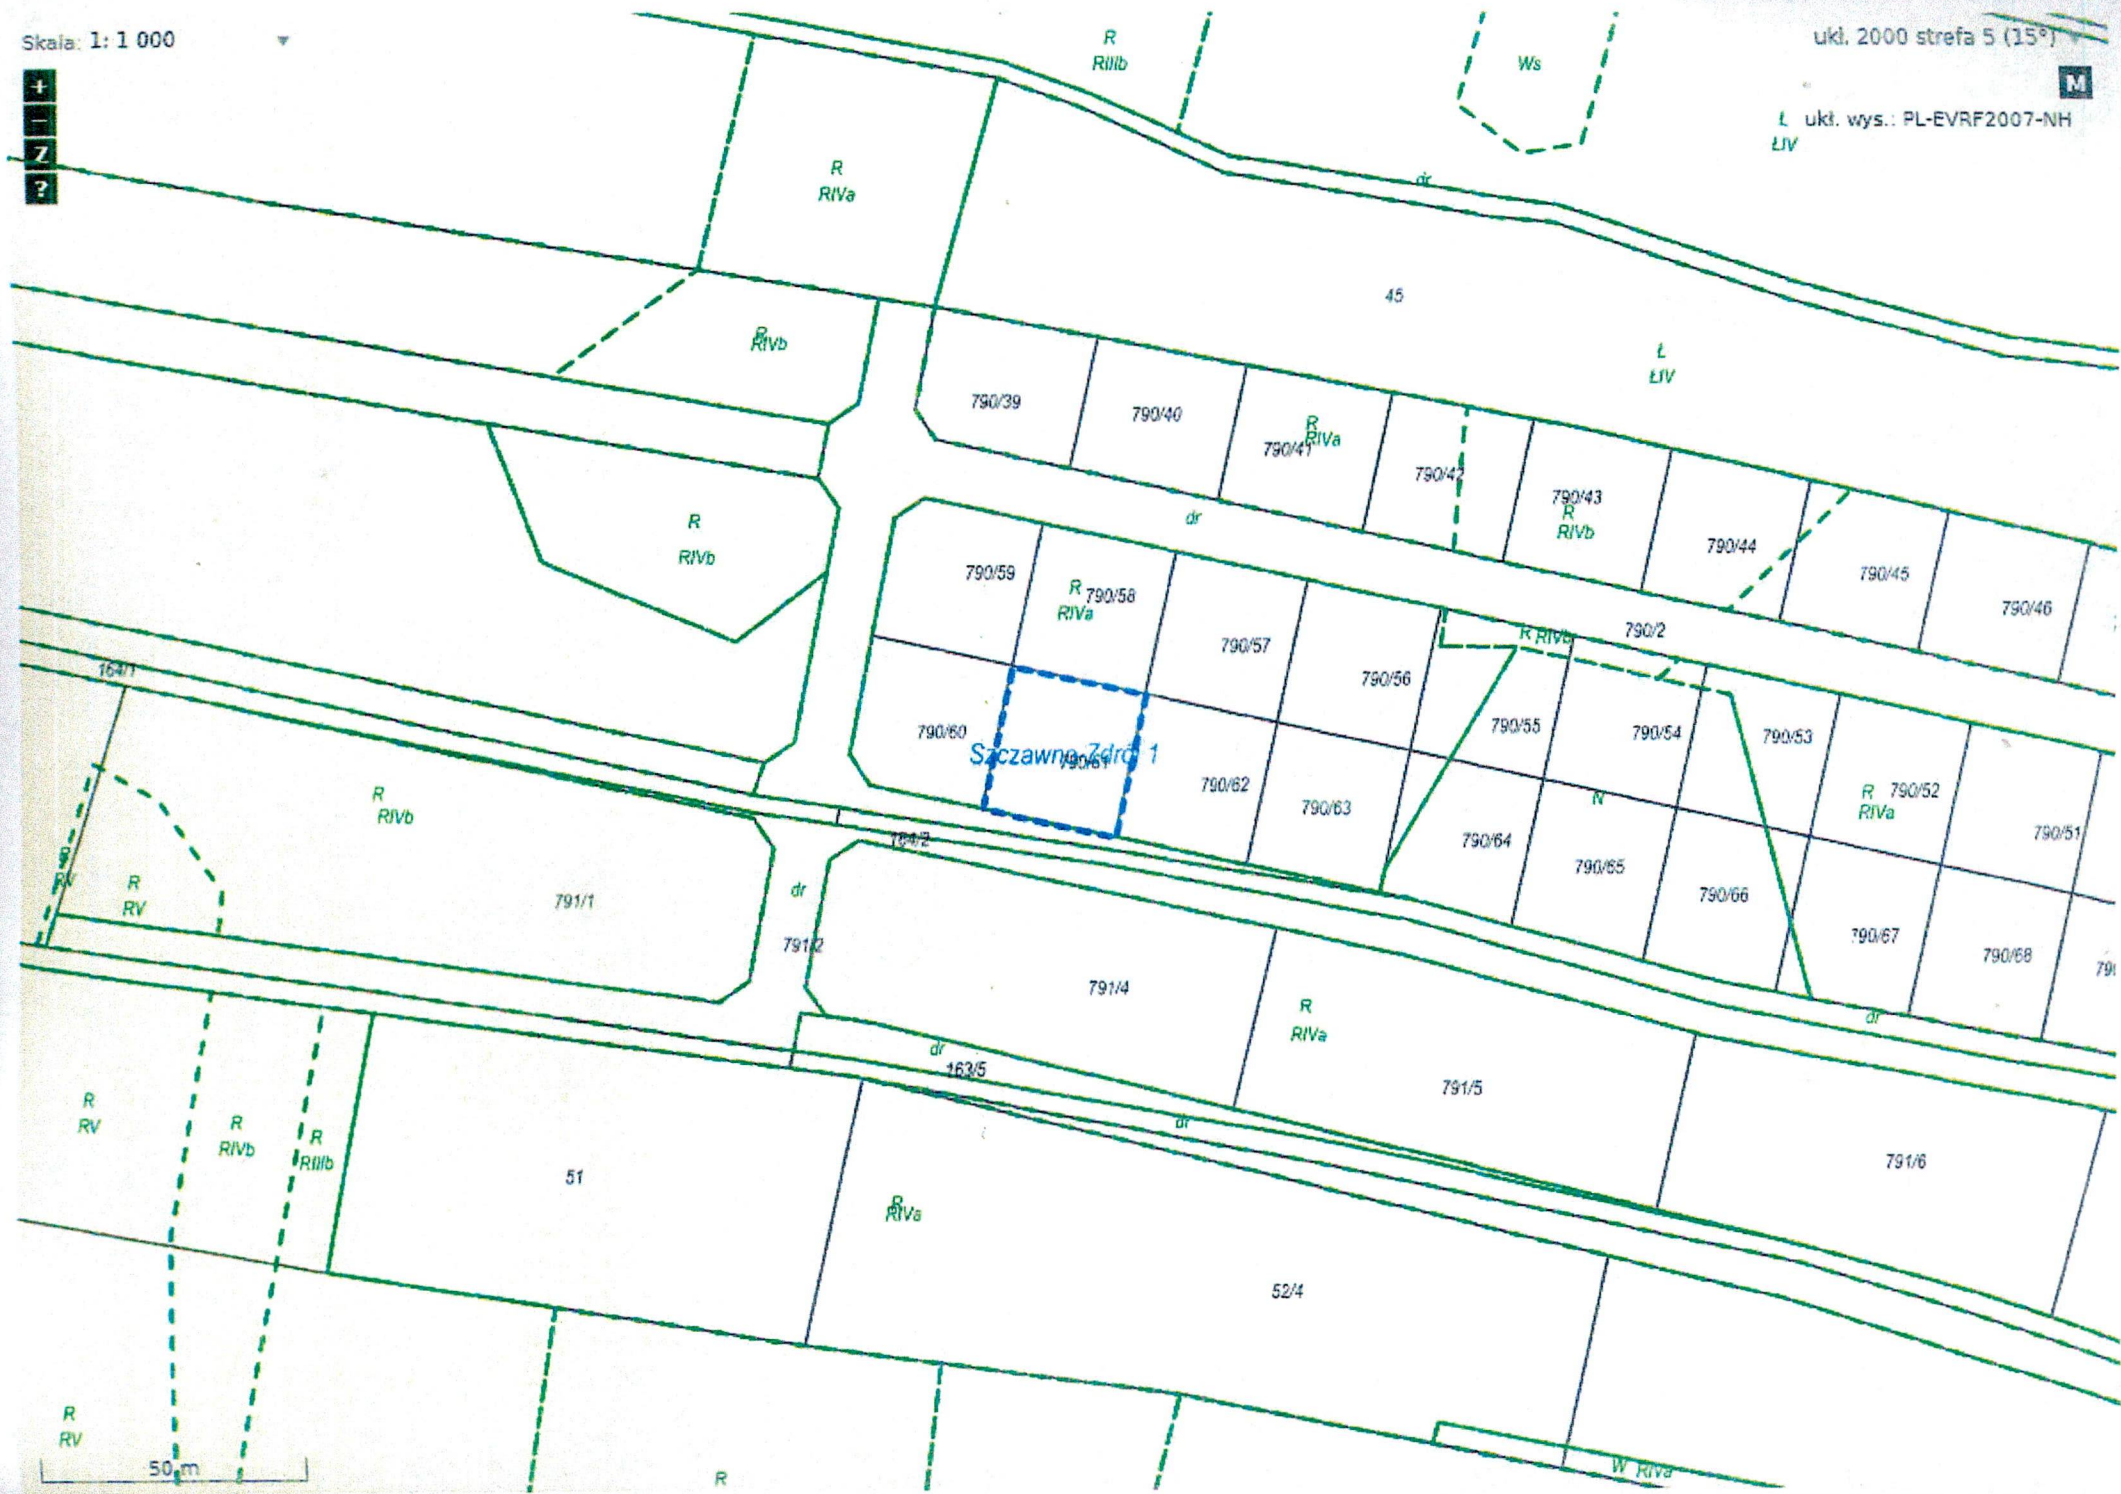 Skala: 1: 1 000
ukł. 2000 strefa 5 (15°)
+
−
Z
?
M
ukł. wys.: PL-EVRF2007-NH
R
RIIIb
Ws
Ł
ŁIV
R
RIVa
dr
45
R
RIVb
Ł
ŁIV
790/39
790/40
790/41
R
RIVa
790/42
790/43
R
RIVb
790/44
790/45
790/46
dr
R
RIVb
790/59
R
RIVa
790/58
790/57
790/56
R RIVb
790/2
790/55
790/54
790/53
R
RIVa
790/52
790/51
164/1
790/60
Szczawno-Zdrój 1
790/61
790/62
790/63
790/64
N
790/65
790/66
790/67
790/68
R
RIVb
164/2
R
RV
R
RV
791/1
dr
791/2
791/4
R
RIVa
dr
dr
163/5
791/5
dr
791/6
R
RV
R
RIVb
R
RIIIb
51
R
RIVa
52/4
R
RV
50 m
R
W RIVa